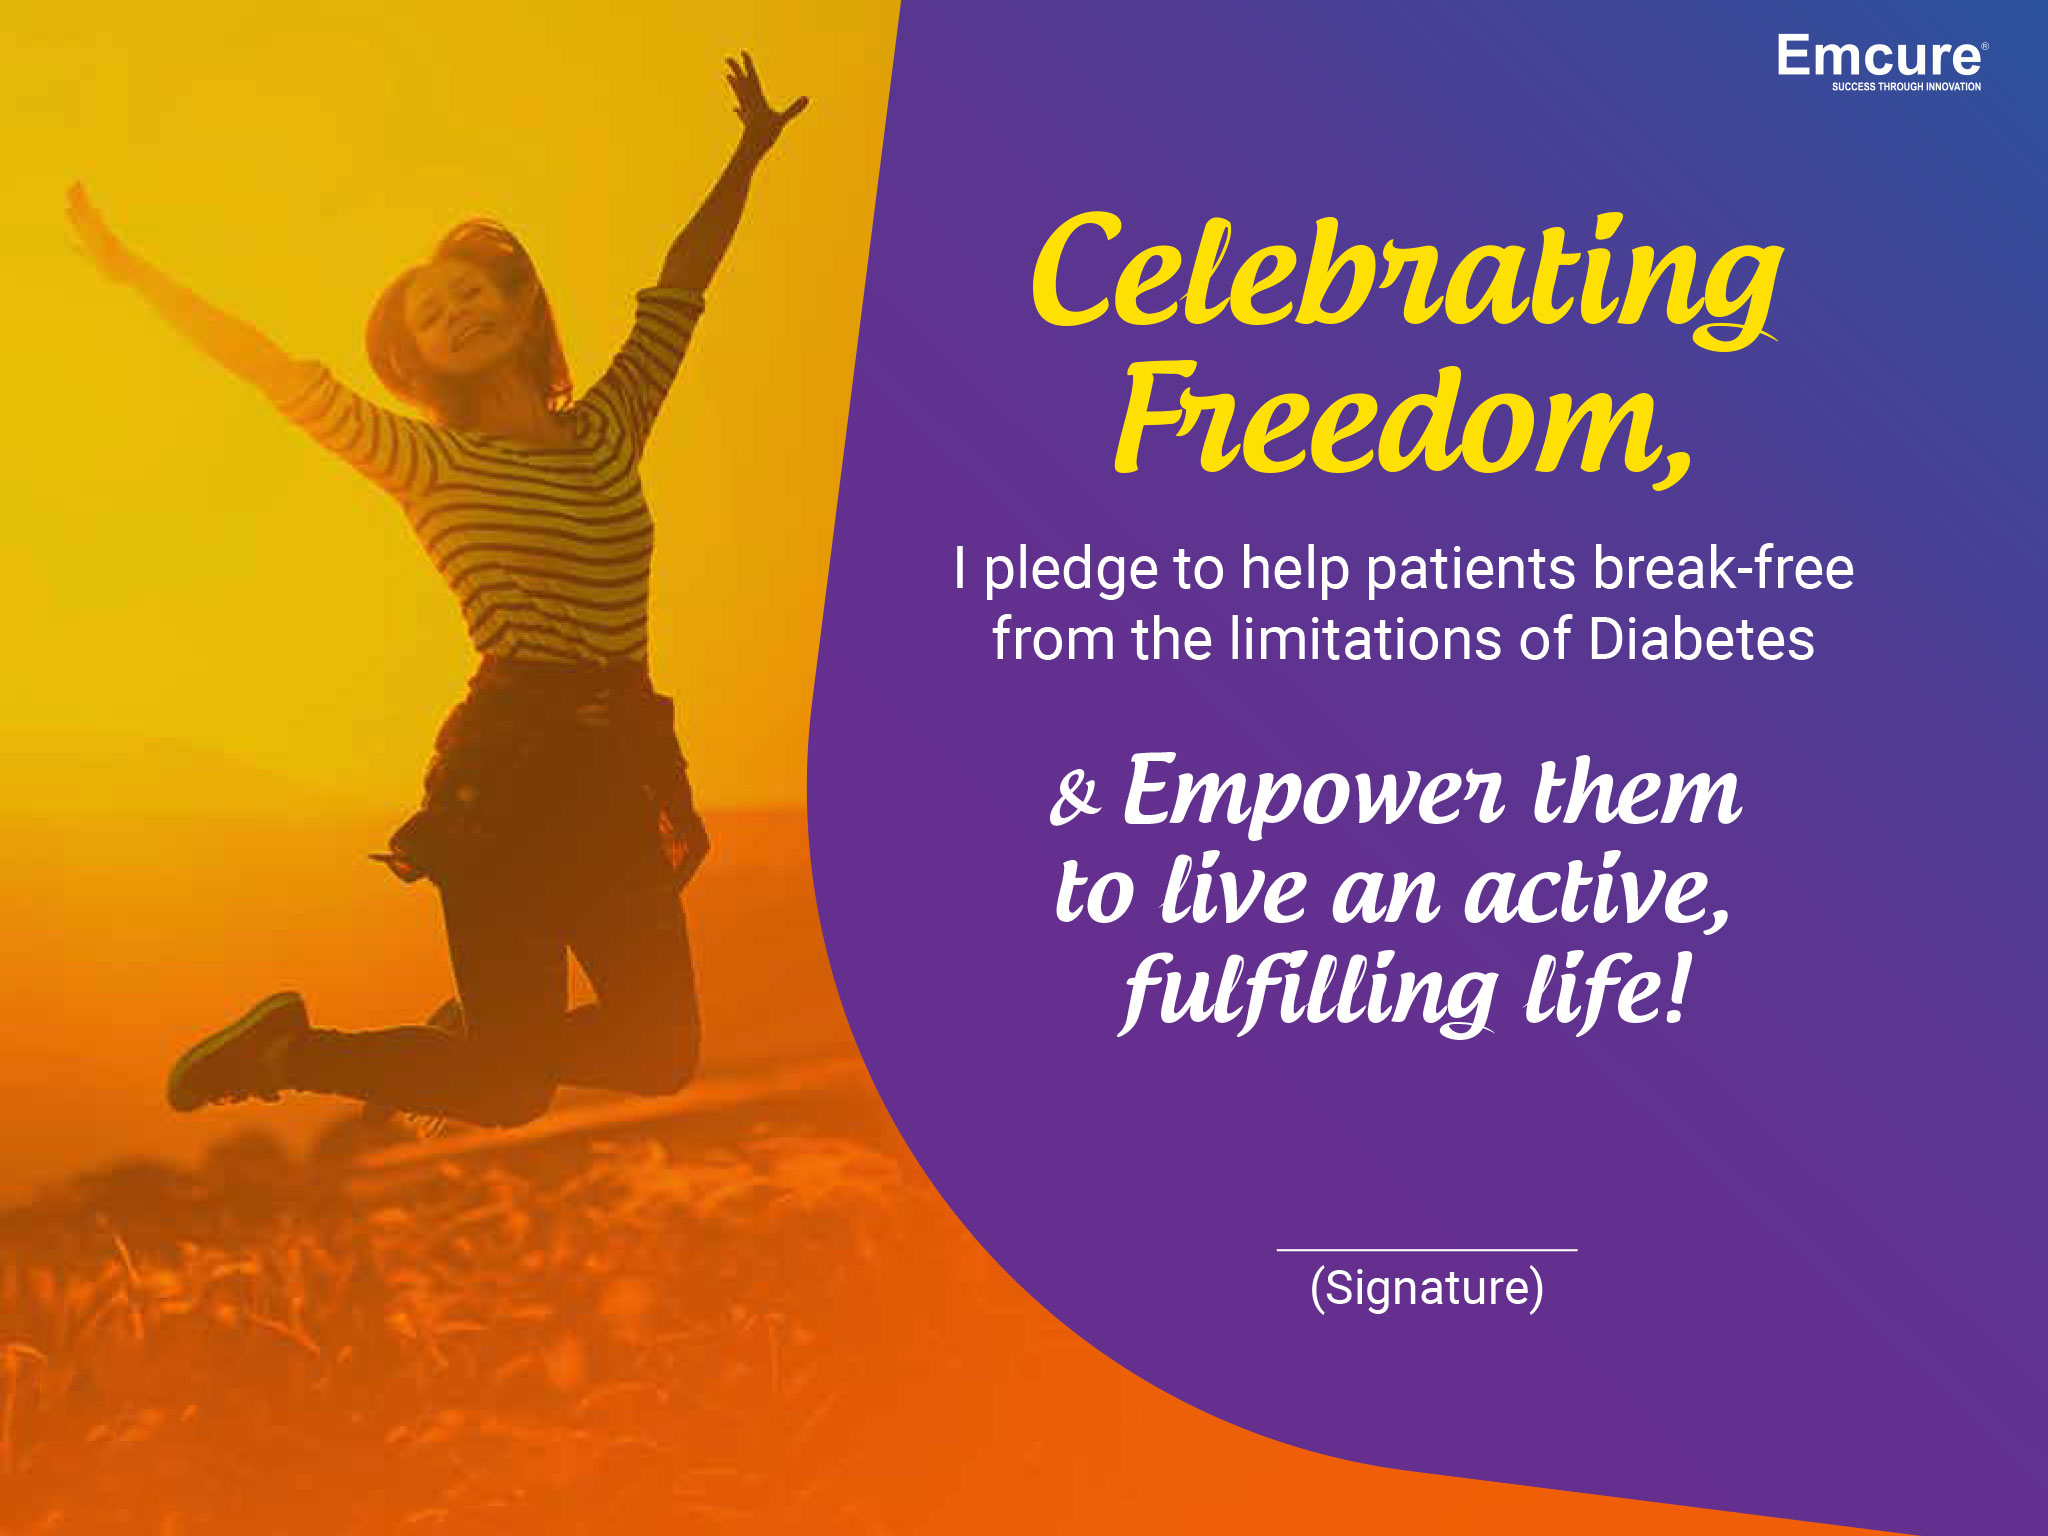 Emcure®
SUCCESS THROUGH INNOVATION
Celebrating
Freedom,
I pledge to help patients break-free
from the limitations of Diabetes
& Empower them
to live an active,
fulfilling life!
(Signature)